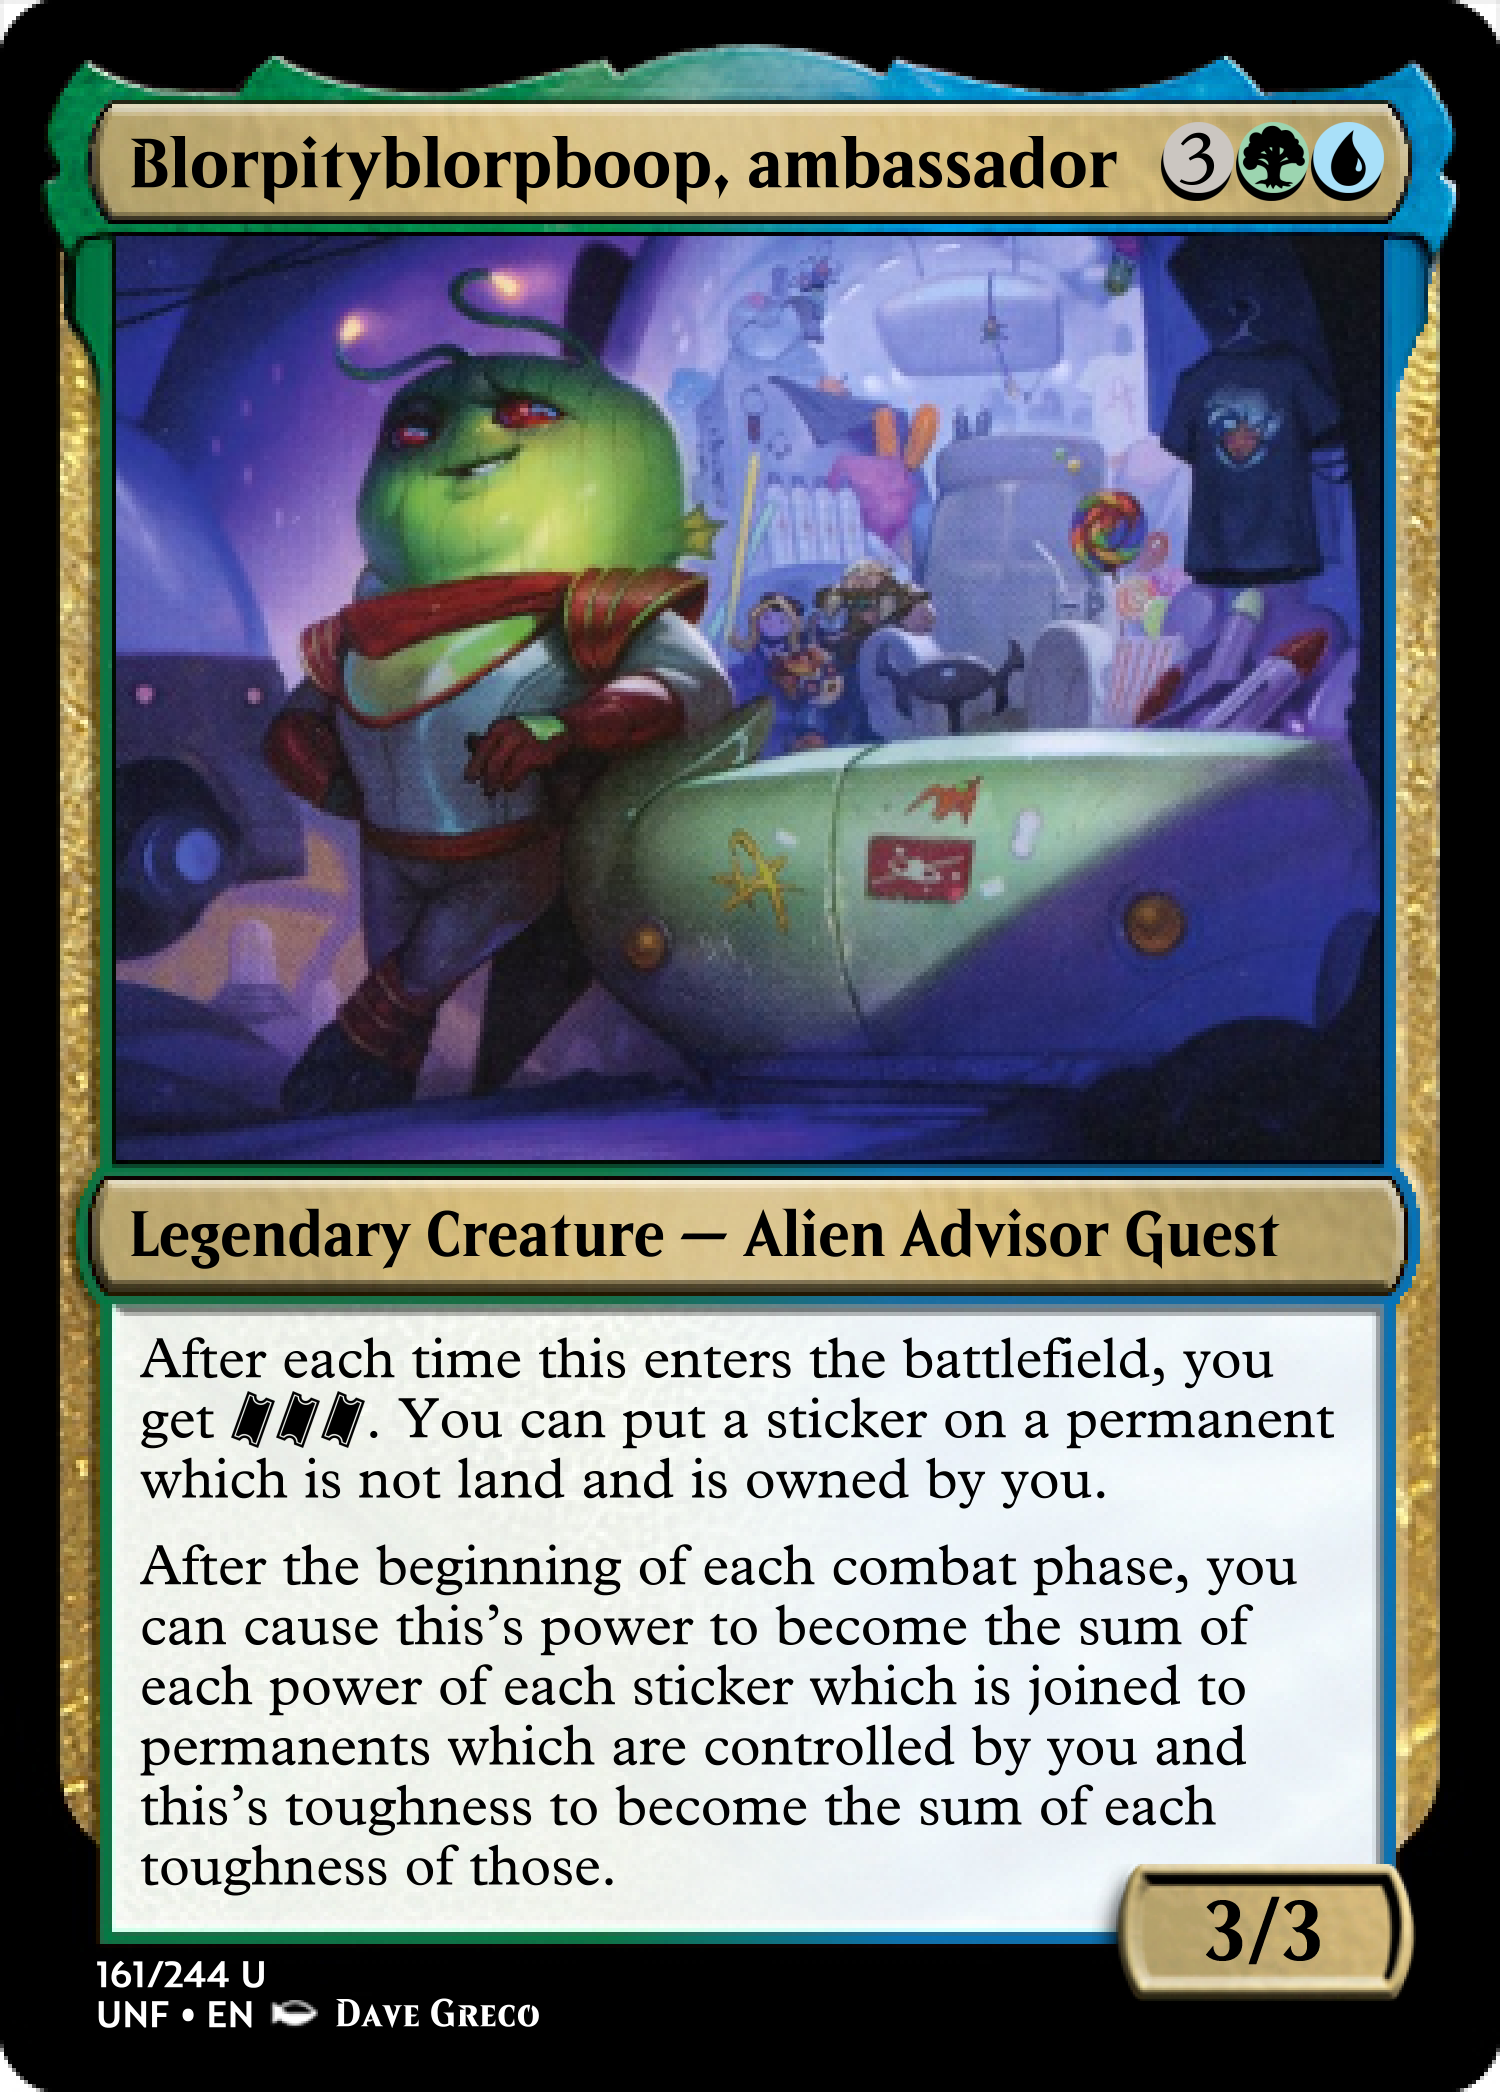 Blorpityblorpboop, ambassador 3
Legendary Creature — Alien Advisor Guest
After each time this enters the battlefield, you
get . You can put a sticker on a permanent
which is not land and is owned by you.
After the beginning of each combat phase, you
can cause this’s power to become the sum of
each power of each sticker which is joined to
permanents which are controlled by you and
this’s toughness to become the sum of each
toughness of those.
3/3
161/244 U
UNF • EN Dave Greco